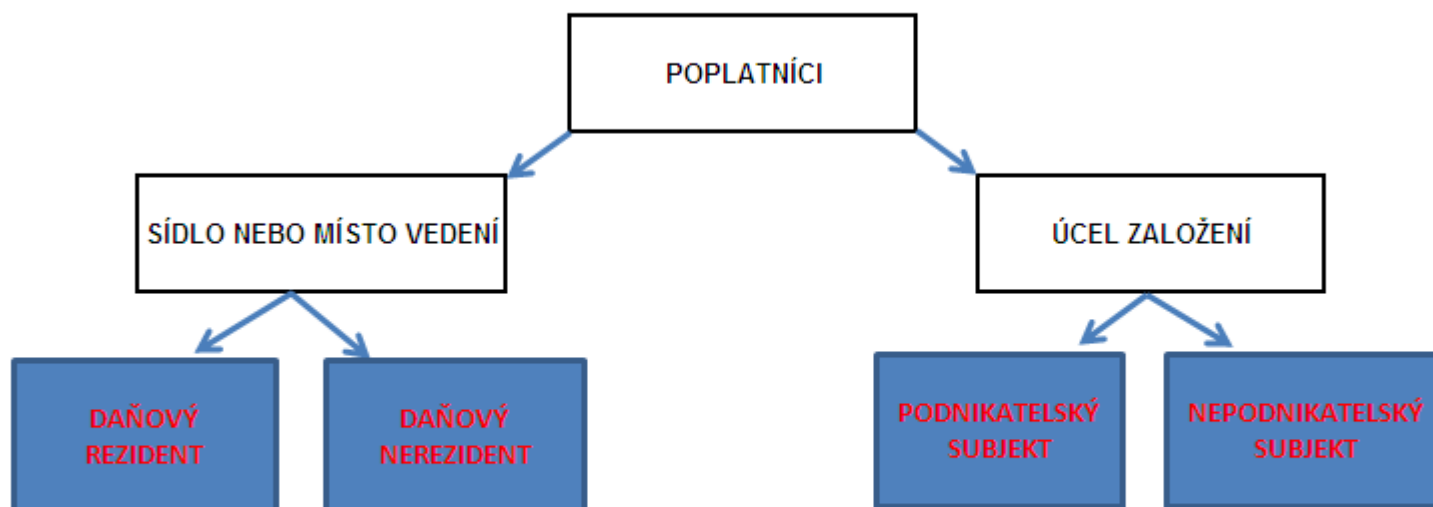 POPLATNÍCI
SÍDLO NEBO MÍSTO VEDENÍ
ÚCEL ZALOŽENÍ
DAŇOVÝ
REZIDENT
DAŇOVÝ
NEREZIDENT
PODNIKATELSKÝ
SUBJEKT
NEPODNIKATELSKÝ
SUBJEKT